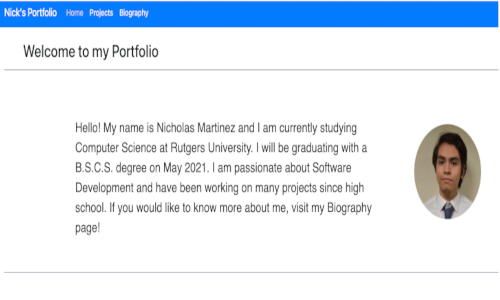 Nick's Portfolio Home Projects Biography
Welcome to my Portfolio
Hello! My name is Nicholas Martinez and I am currently studying
Computer Science at Rutgers University. I will be graduating with a
B.S.C.S. degree on May 2021. I am passionate about Software
Development and have been working on many projects since high
school. If you would like to know more about me, visit my Biography
page!